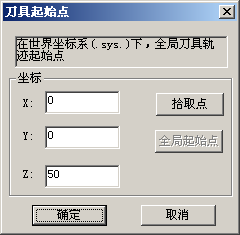 刀具起始点
在世界坐标系(.sys.)下，全局刀具轨
迹起始点
坐标
X: 0
拾取点
Y: 0
全局起始点
Z: 50
确定 取消